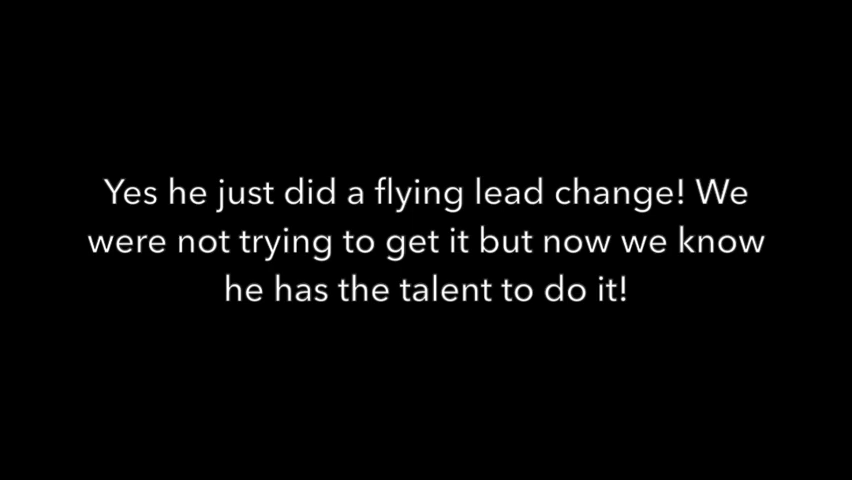 Yes he just did a flying lead change! We
were not trying to get it but now we know
he has the talent to do it!